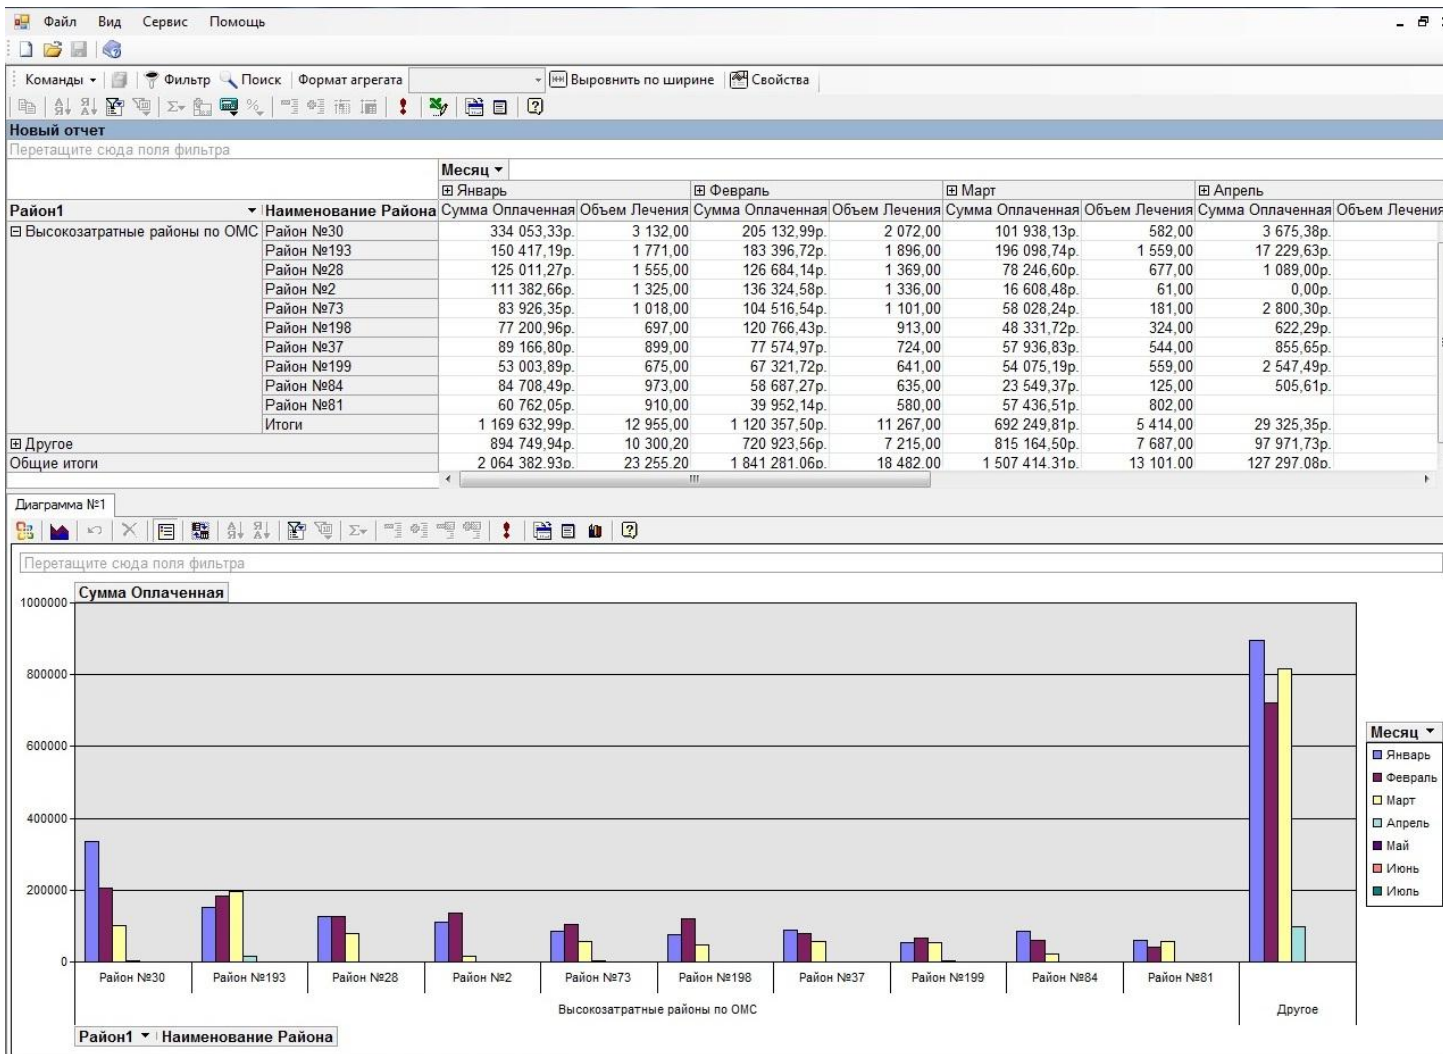 Файл Вид Сервис Помощь
Команды Фильтр Поиск Формат агрегата Выровнить по ширине Свойства
Новый отчет
Перетащите сюда поля фильтра
Месяц
Январь Февраль Март Апрель
Район1 Наименование Района Сумма Оплаченная Объем Лечения Сумма Оплаченная Объем Лечения Сумма Оплаченная Объем Лечения Сумма Оплаченная Объем Лечения
Высокозатратные районы по ОМС Район №30 334 053,33р. 3 132,00 205 132,99р. 2 072,00 101 938,13р. 582,00 3 675,38р.
Район №193 150 417,19р. 1 771,00 183 396,72р. 1 896,00 196 098,74р. 1 559,00 17 229,63р.
Район №28 125 011,27р. 1 555,00 126 684,14р. 1 369,00 78 246,60р. 677,00 1 089,00р.
Район №2 111 382,66р. 1 325,00 136 324,58р. 1 336,00 16 608,48р. 61,00 0,00р.
Район №73 83 926,35р. 1 018,00 104 516,54р. 1 101,00 58 028,24р. 181,00 2 800,30р.
Район №198 77 200,96р. 697,00 120 766,43р. 913,00 48 331,72р. 324,00 622,29р.
Район №37 89 166,80р. 899,00 77 574,97р. 724,00 57 936,83р. 544,00 855,65р.
Район №199 53 003,89р. 675,00 67 321,72р. 641,00 54 075,19р. 559,00 2 547,49р.
Район №84 84 708,49р. 973,00 58 687,27р. 635,00 23 549,37р. 125,00 505,61р.
Район №81 60 762,05р. 910,00 39 952,14р. 580,00 57 436,51р. 802,00
Итоги 1 169 632,99р. 12 955,00 1 120 357,50р. 11 267,00 692 249,81р. 5 414,00 29 325,35р.
Другое 894 749,94р. 10 300,20 720 923,56р. 7 215,00 815 164,50р. 7 687,00 97 971,73р.
Общие итоги 2 064 382,93р. 23 255,20 1 841 281,06р. 18 482,00 1 507 414,31р. 13 101,00 127 297,08р.
Диаграмма №1
Перетащите сюда поля фильтра
Сумма Оплаченная
1000000
800000
600000
400000
200000
0
Месяц
Январь
Февраль
Март
Апрель
Май
Июнь
Июль
Район №30 Район №193 Район №28 Район №2 Район №73 Район №198 Район №37 Район №199 Район №84 Район №81
Высокозатратные районы по ОМС Другое
Район1 Наименование Района